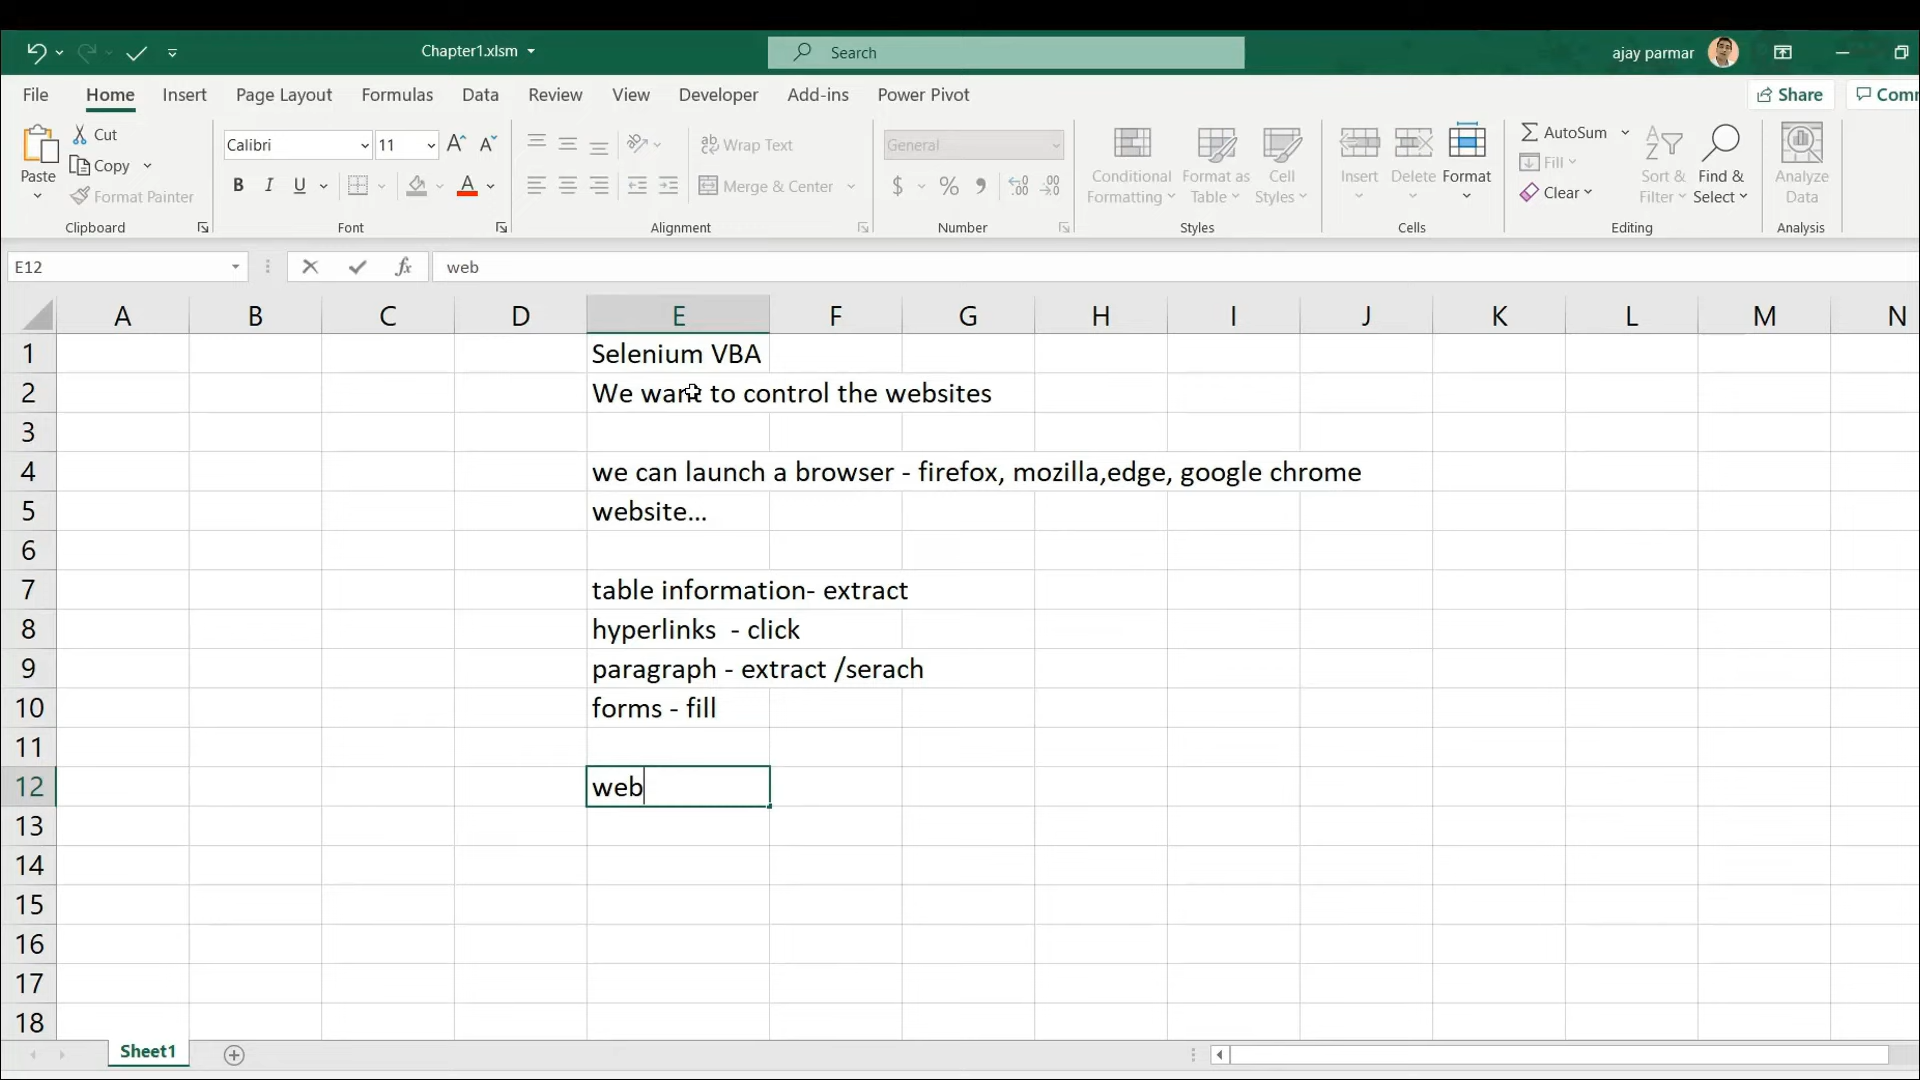 Chapter1.xlsm
Search
ajay parmar
File Home Insert Page Layout Formulas Data Review View Developer Add-ins Power Pivot Share
Paste
Cut
Copy
Format Painter
Clipboard
Calibri 11
B I U A
Font
ab Wrap Text
Merge & Center
Alignment
General
$ % 9
Number
Conditional Formatting
Format as Table
Cell Styles
Styles
Insert Delete Format
Cells
AutoSum
Fill
Clear
Sort & Filter
Find & Select
Editing
Analyze Data
Analysis
E12 fx web
A B C D E F G H I J K L M N
1 Selenium VBA
2 We want to control the websites
3
4 we can launch a browser - firefox, mozilla,edge, google chrome
5 website...
6
7 table information- extract
8 hyperlinks  - click
9 paragraph - extract /serach
10 forms - fill
11
12 web
13
14
15
16
17
18
Sheet1